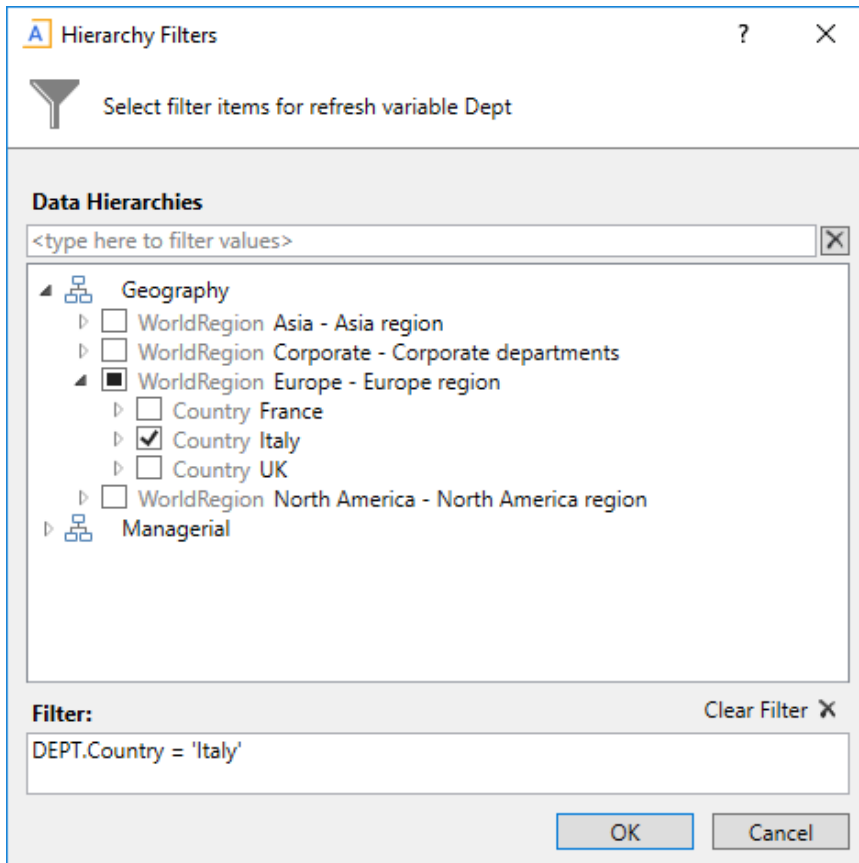 A Hierarchy Filters ?
Select filter items for refresh variable Dept
Data Hierarchies
<type here to filter values>
Geography
WorldRegion Asia - Asia region
WorldRegion Corporate - Corporate departments
WorldRegion Europe - Europe region
Country France
Country Italy
Country UK
WorldRegion North America - North America region
Managerial
Filter: Clear Filter
DEPT.Country = 'Italy'
OK Cancel